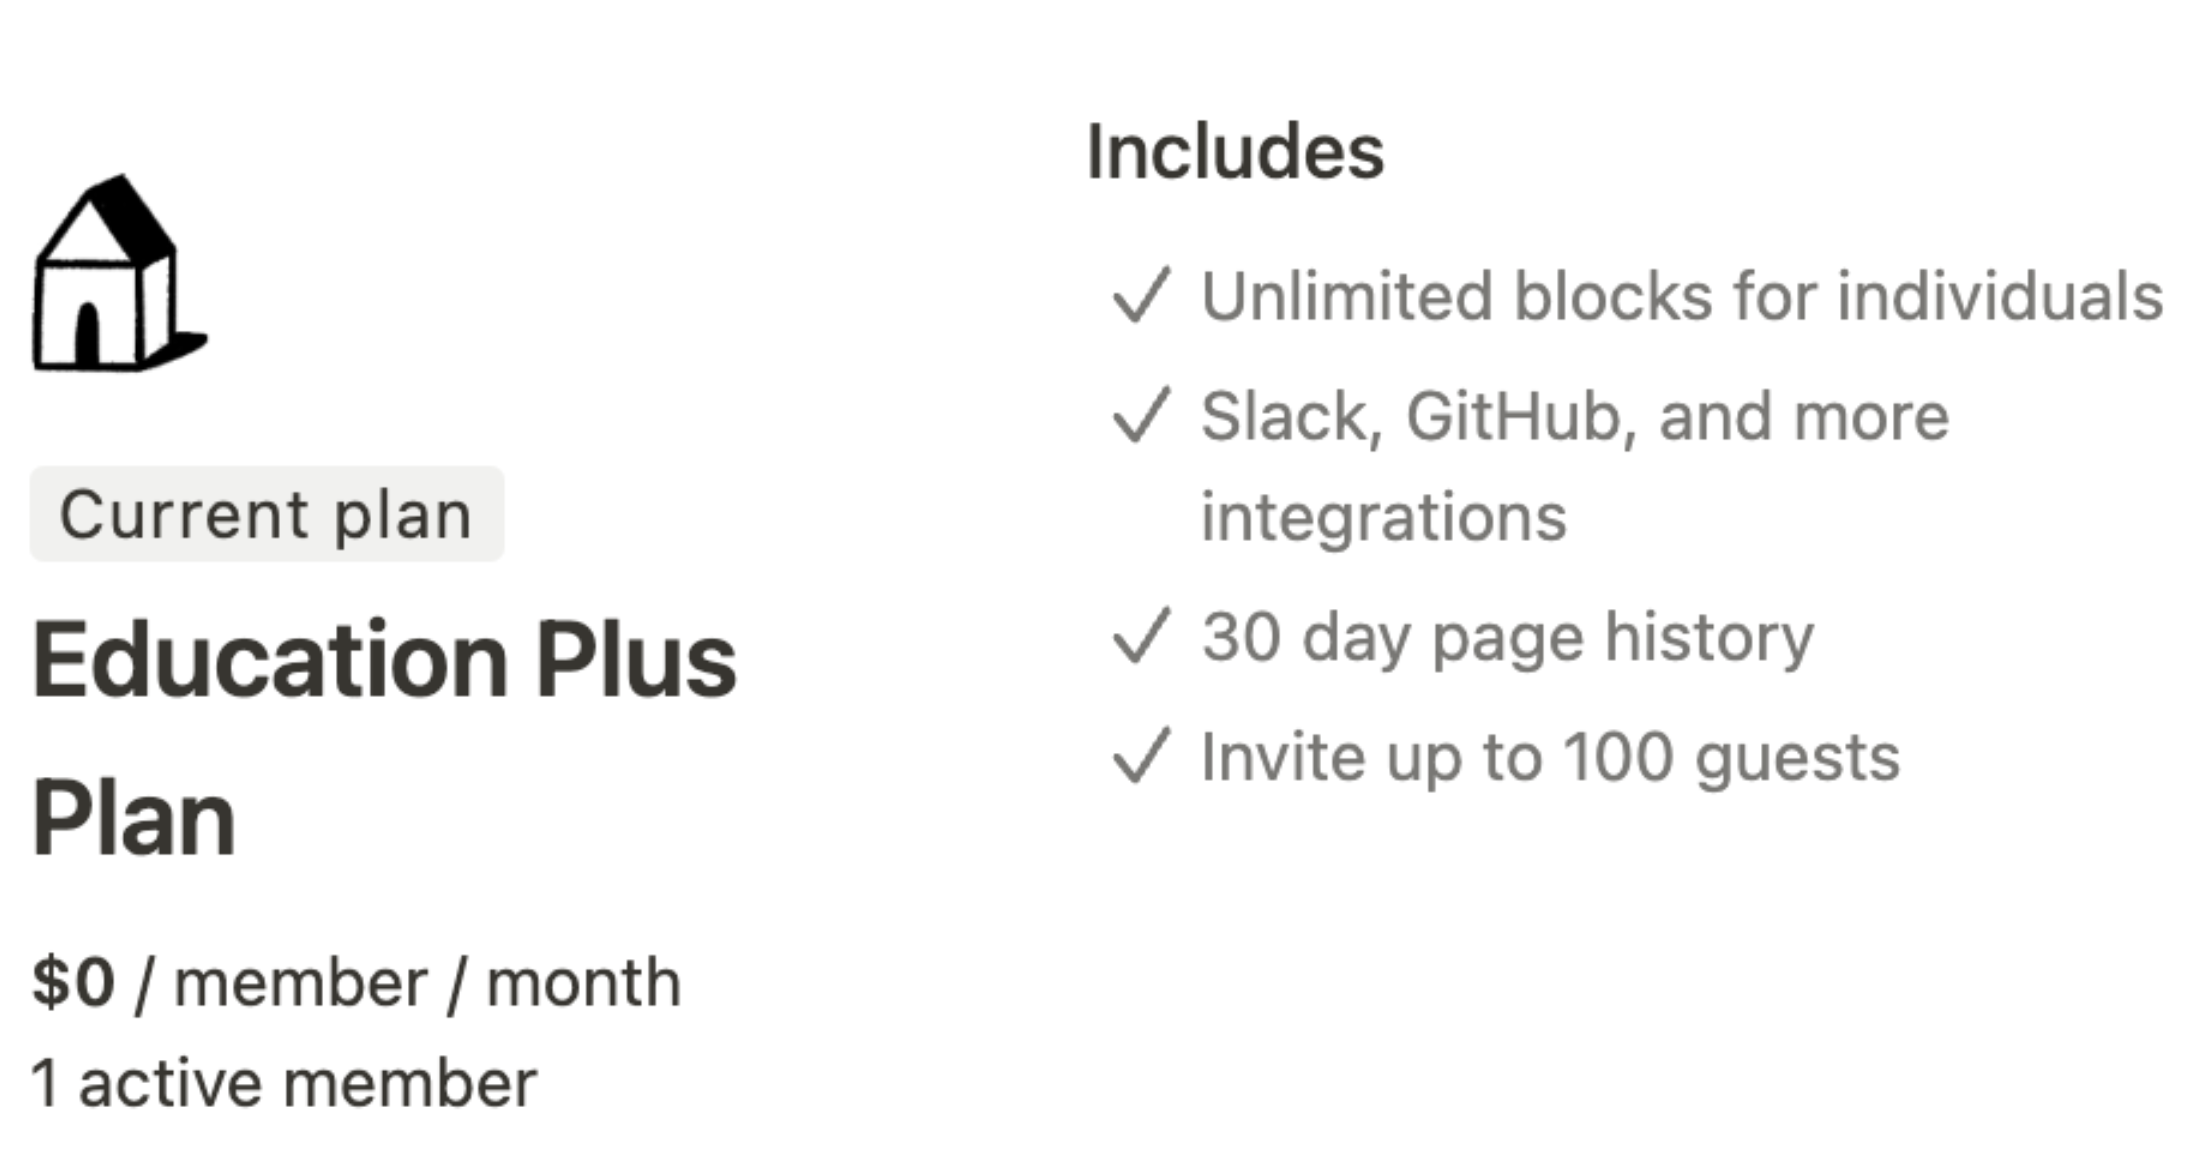 Current plan
Education Plus
Plan
$0 / member / month
1 active member
Includes
Unlimited blocks for individuals
Slack, GitHub, and more
integrations
30 day page history
Invite up to 100 guests